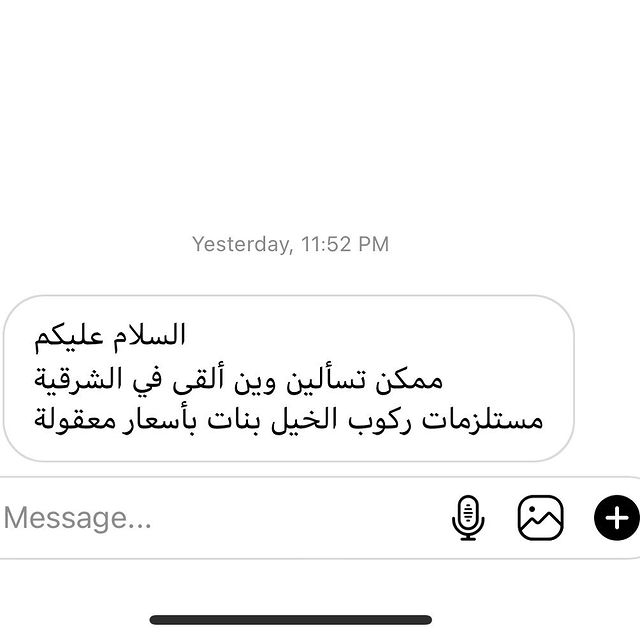 Yesterday, 11:52 PM
السلام عليكم
ممكن تسألين وين ألقى في الشرقية
مستلزمات ركوب الخيل بنات بأسعار معقولة
Message...